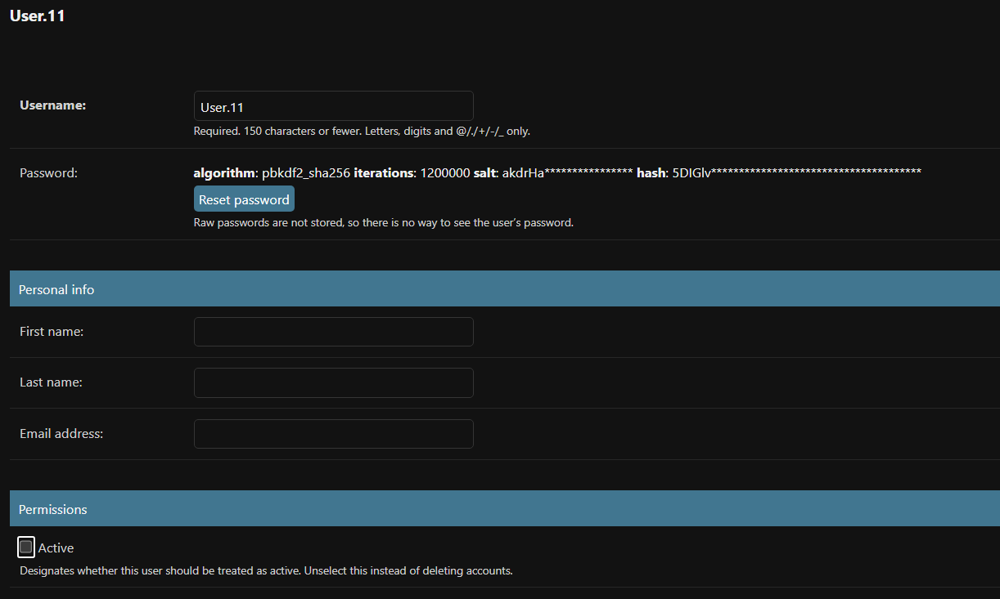 User.11
Username:
User.11
Required. 150 characters or fewer. Letters, digits and @/./+/-/_ only.
Password:
algorithm: pbkdf2_sha256 iterations: 1200000 salt: akdrHa**************** hash: 5DIGlv**************************************
Reset password
Raw passwords are not stored, so there is no way to see the user’s password.
Personal info
First name:
Last name:
Email address:
Permissions
Active
Designates whether this user should be treated as active. Unselect this instead of deleting accounts.